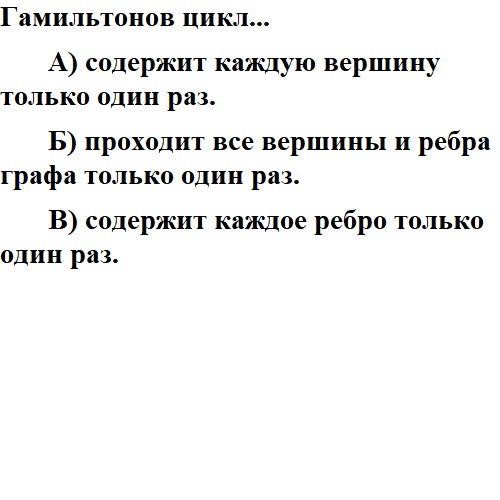 Гамильтонов цикл...
А) содержит каждую вершину
только один раз.
Б) проходит все вершины и ребра
графа только один раз.
В) содержит каждое ребро только
один раз.